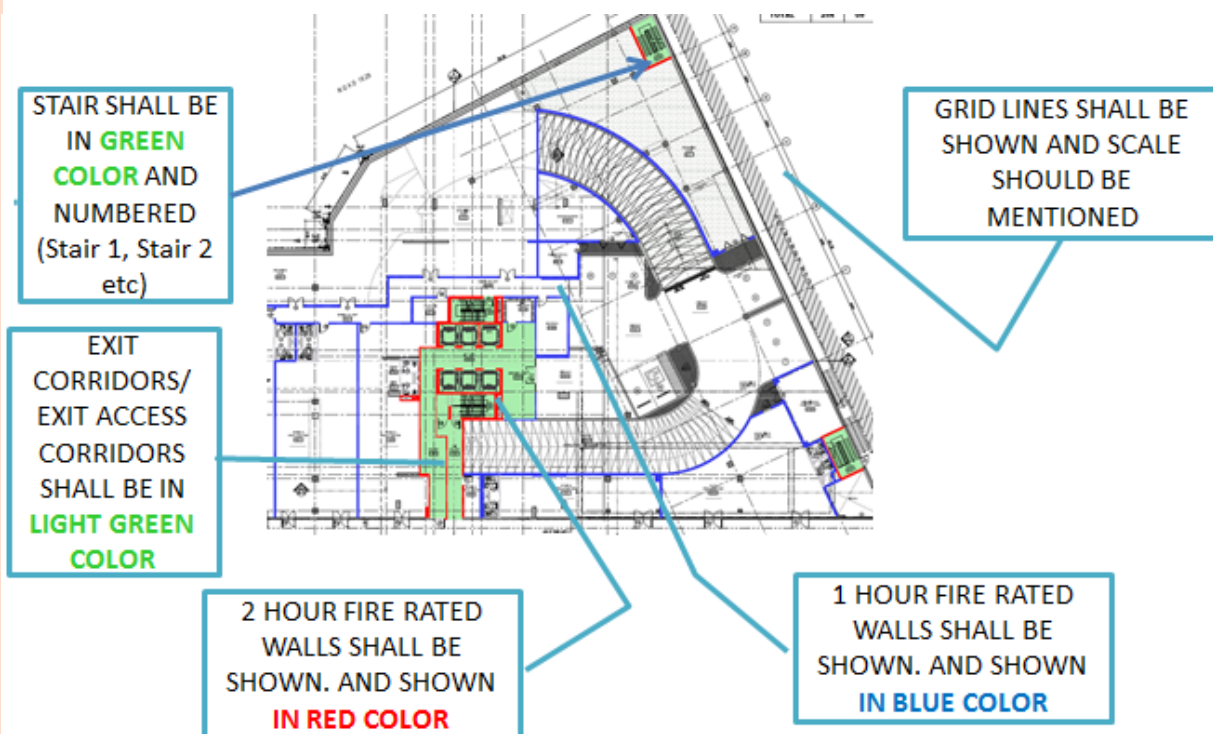 TOTAL
ROAD 1828
STAIR SHALL BE
IN GREEN
COLOR AND
NUMBERED
(Stair 1, Stair 2
etc)
GRID LINES SHALL BE
SHOWN AND SCALE
SHOULD BE
MENTIONED
EXIT
CORRIDORS/
EXIT ACCESS
CORRIDORS
SHALL BE IN
LIGHT GREEN
COLOR
2 HOUR FIRE RATED
WALLS SHALL BE
SHOWN. AND SHOWN
IN RED COLOR
1 HOUR FIRE RATED
WALLS SHALL BE
SHOWN. AND SHOWN
IN BLUE COLOR